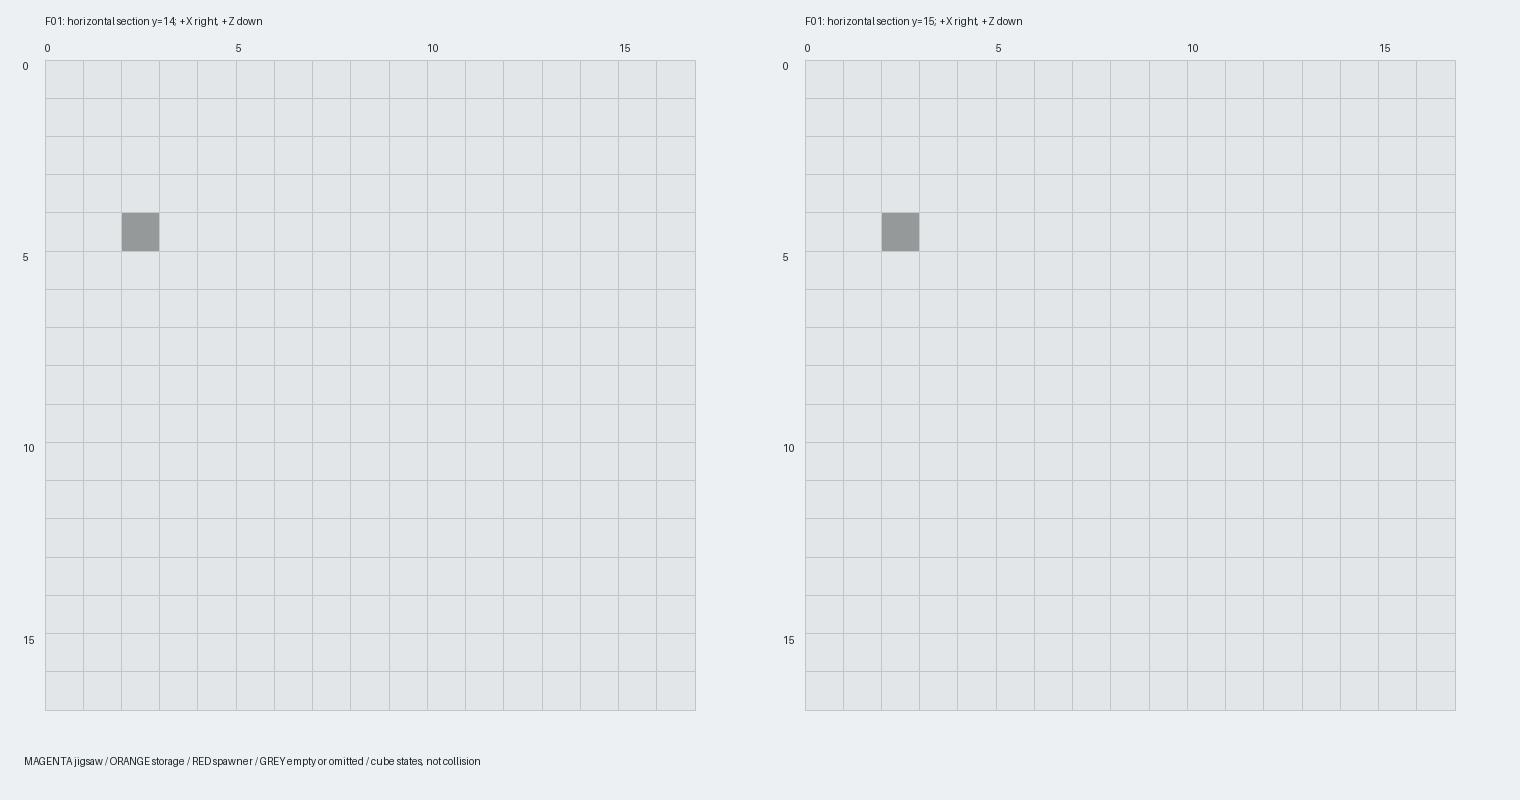 F01: horizontal section y=14; +X right, +Z down
F01: horizontal section y=15; +X right, +Z down
0 5 10 15
0 5 10 15
0
5
10
15
0
5
10
15
MAGENTA jigsaw / ORANGE storage / RED spawner / GREY empty or omitted / cube states, not collision